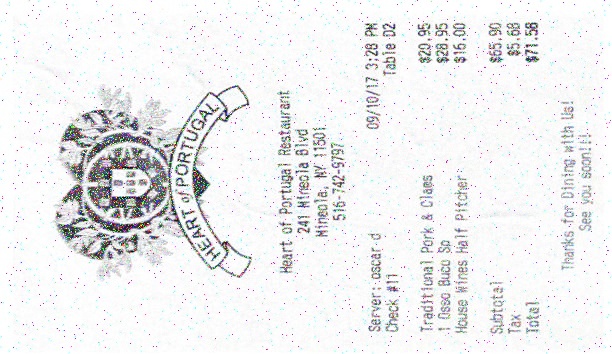 HEART of PORTUGAL
Heart of Portugal Restaurant
241 Mineola Blvd
Mineola, NY 11501
516-742-9797
Server: oscar d 09/10/17 3:28 PM
Check #11 Table D2
Traditional Pork & Clams $20.95
1 Osso Buco Sp $28.95
House Wines Half Pitcher $16.00
Subtotal $65.90
Tax $5.68
Total $71.58
Thanks for Dining with Us!
See you soon!!!